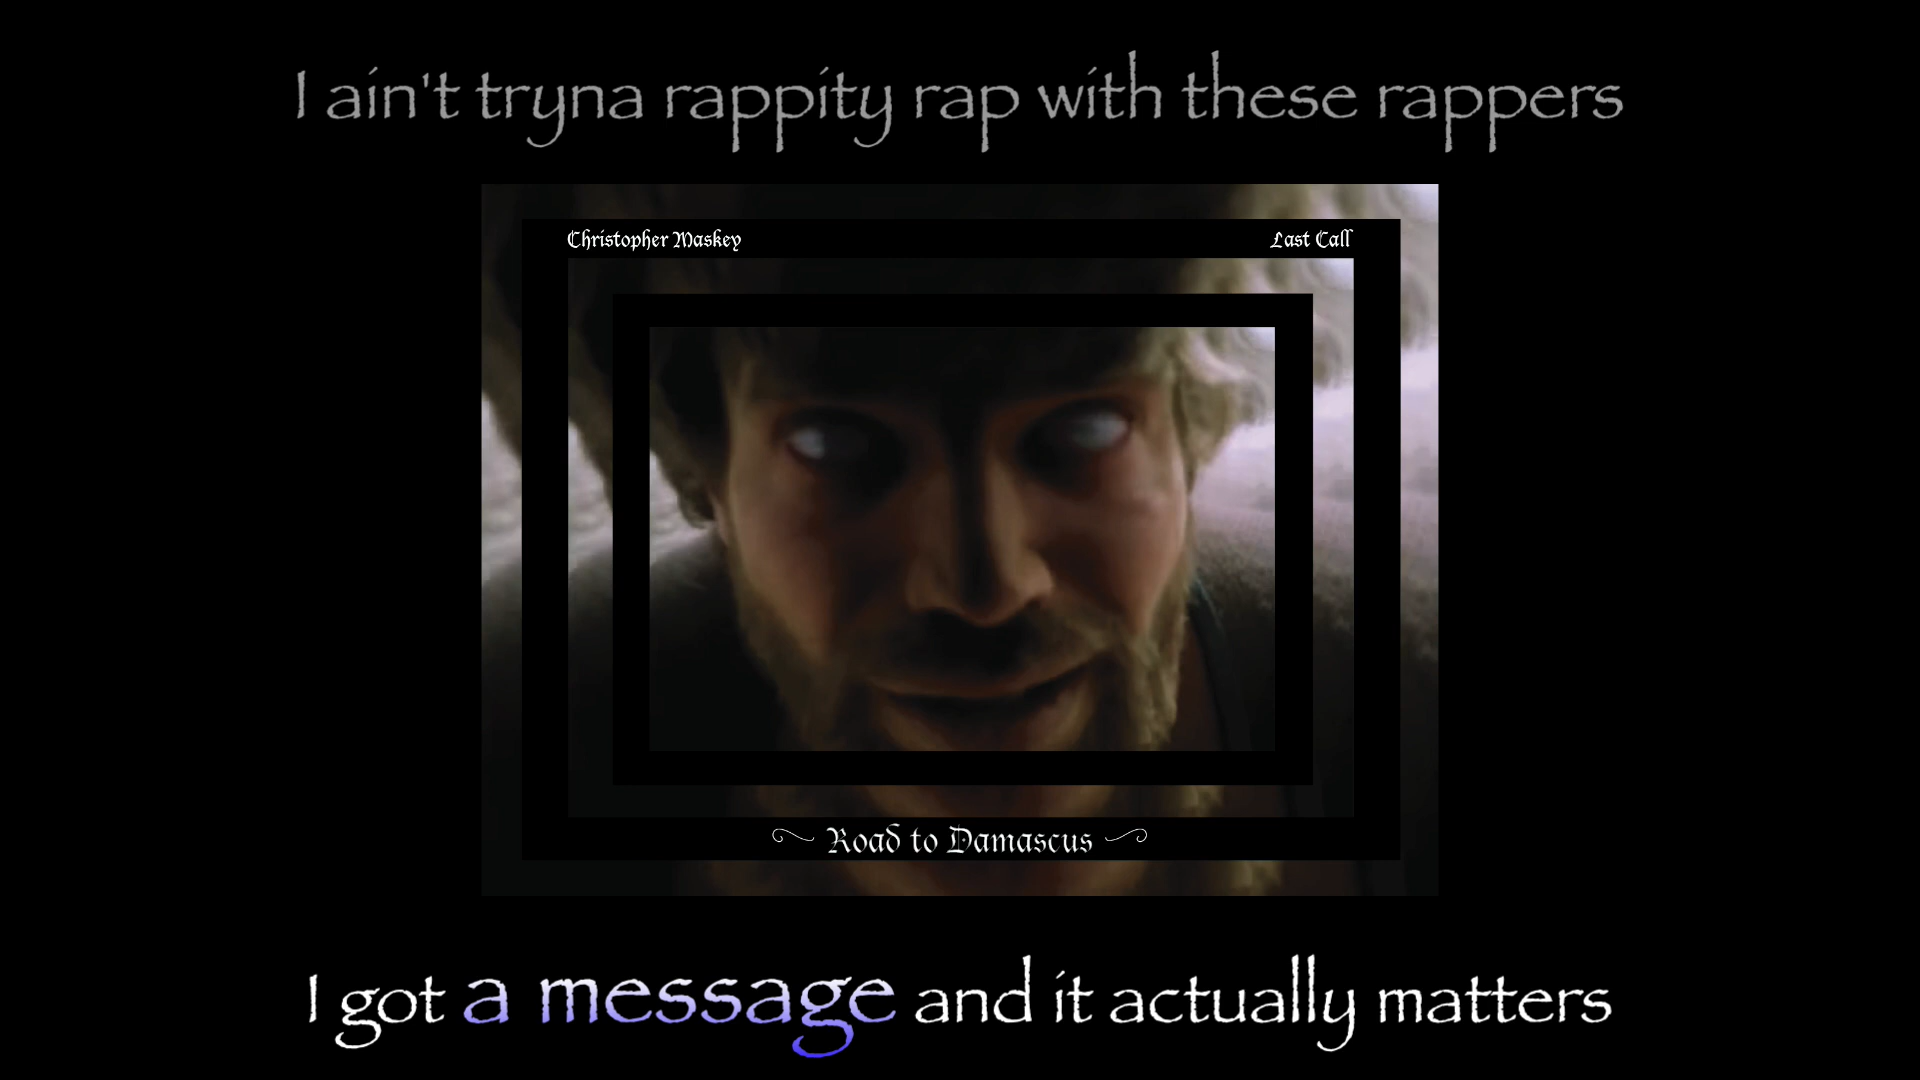 I ain't tryna rappity rap with these rappers
Christopher Maskey
Last Call
Road to Damascus
I got a message and it actually matters